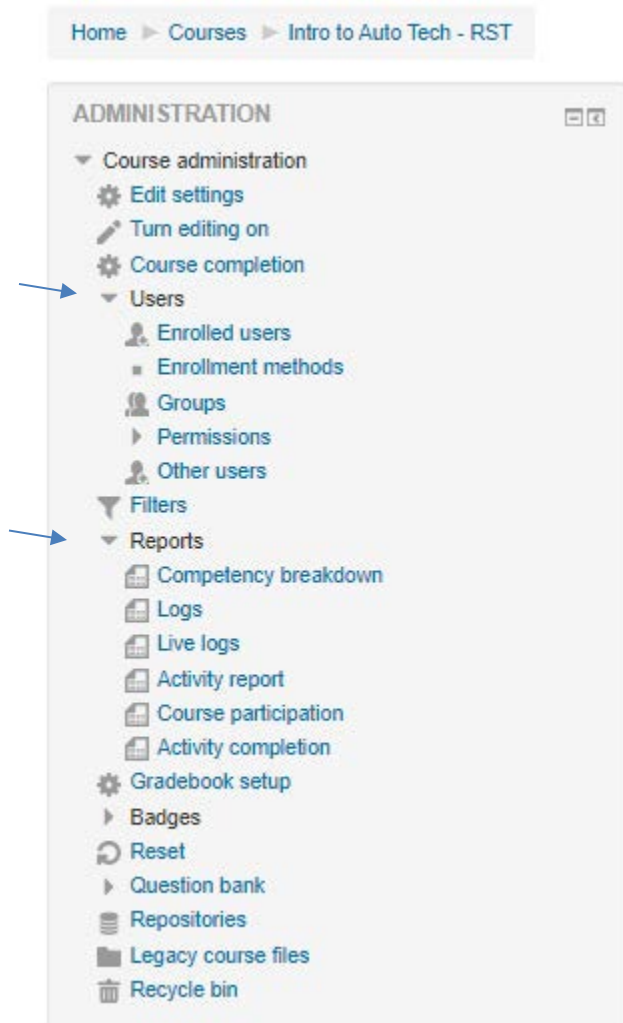 Home Courses Intro to Auto Tech - RST
ADMINISTRATION
Course administration
Edit settings
Turn editing on
Course completion
Users
Enrolled users
Enrollment methods
Groups
Permissions
Other users
Filters
Reports
Competency breakdown
Logs
Live logs
Activity report
Course participation
Activity completion
Gradebook setup
Badges
Reset
Question bank
Repositories
Legacy course files
Recycle bin